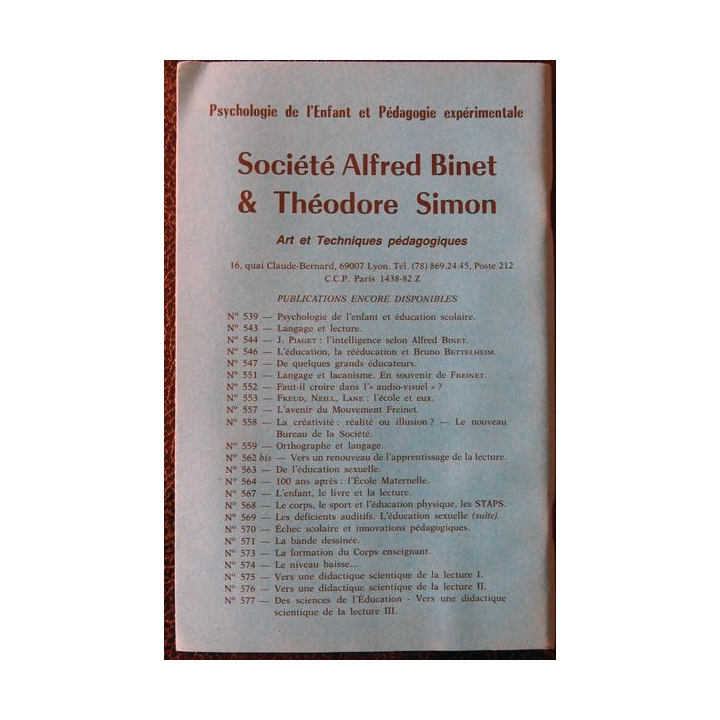 Psychologie de l'Enfant et Pédagogie expérimentale
Société Alfred Binet
& Théodore Simon
Art et Techniques pédagogiques
16, quai Claude-Bernard, 69007 Lyon. Tél. (78) 869.24.45, Poste 212
C.C.P. Paris 1438-82 Z
PUBLICATIONS ENCORE DISPONIBLES
N° 539 — Psychologie de l'enfant et éducation scolaire.
N° 543 — Langage et lecture.
N° 544 — J. PIAGET : l'intelligence selon Alfred BINET.
N° 546 — L'éducation, la rééducation et Bruno BETTELHEIM.
N° 547 — De quelques grands éducateurs.
N° 551 — Langage et lacanisme. En souvenir de FREINET.
N° 552 — Faut-il croire dans l'« audio-visuel » ?
N° 553 — FREUD, NEILL, LANE : l'école et eux.
N° 557 — L'avenir du Mouvement Freinet.
N° 558 — La créativité : réalité ou illusion ? — Le nouveau
Bureau de la Société.
N° 559 — Orthographe et langage.
N° 562 bis — Vers un renouveau de l'apprentissage de la lecture.
N° 563 — De l'éducation sexuelle.
N° 564 — 100 ans après : l'École Maternelle.
N° 567 — L'enfant, le livre et la lecture.
N° 568 — Le corps, le sport et l'éducation physique, les STAPS.
N° 569 — Les déficients auditifs. L'éducation sexuelle (suite).
N° 570 — Échec scolaire et innovations pédagogiques.
N° 571 — La bande dessinée.
N° 573 — La formation du Corps enseignant.
N° 574 — Le niveau baisse...
N° 575 — Vers une didactique scientique de la lecture I.
N° 576 — Vers une didactique scientique de la lecture II.
N° 577 — Des sciences de l'Éducation - Vers une didactique
scientique de la lecture III.